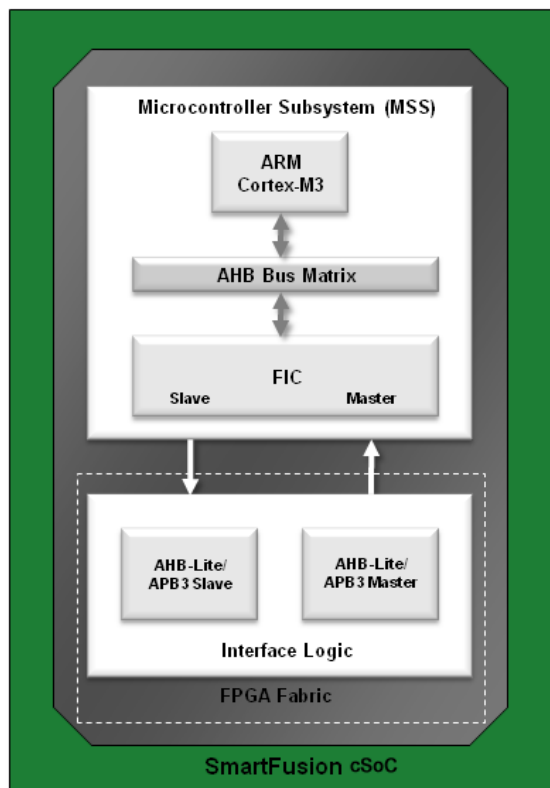 Microcontroller Subsystem (MSS)
ARM
Cortex-M3
AHB Bus Matrix
FIC
Slave
Master
AHB-Lite/
APB3 Slave
AHB-Lite/
APB3 Master
Interface Logic
FPGA Fabric
SmartFusion cSoC